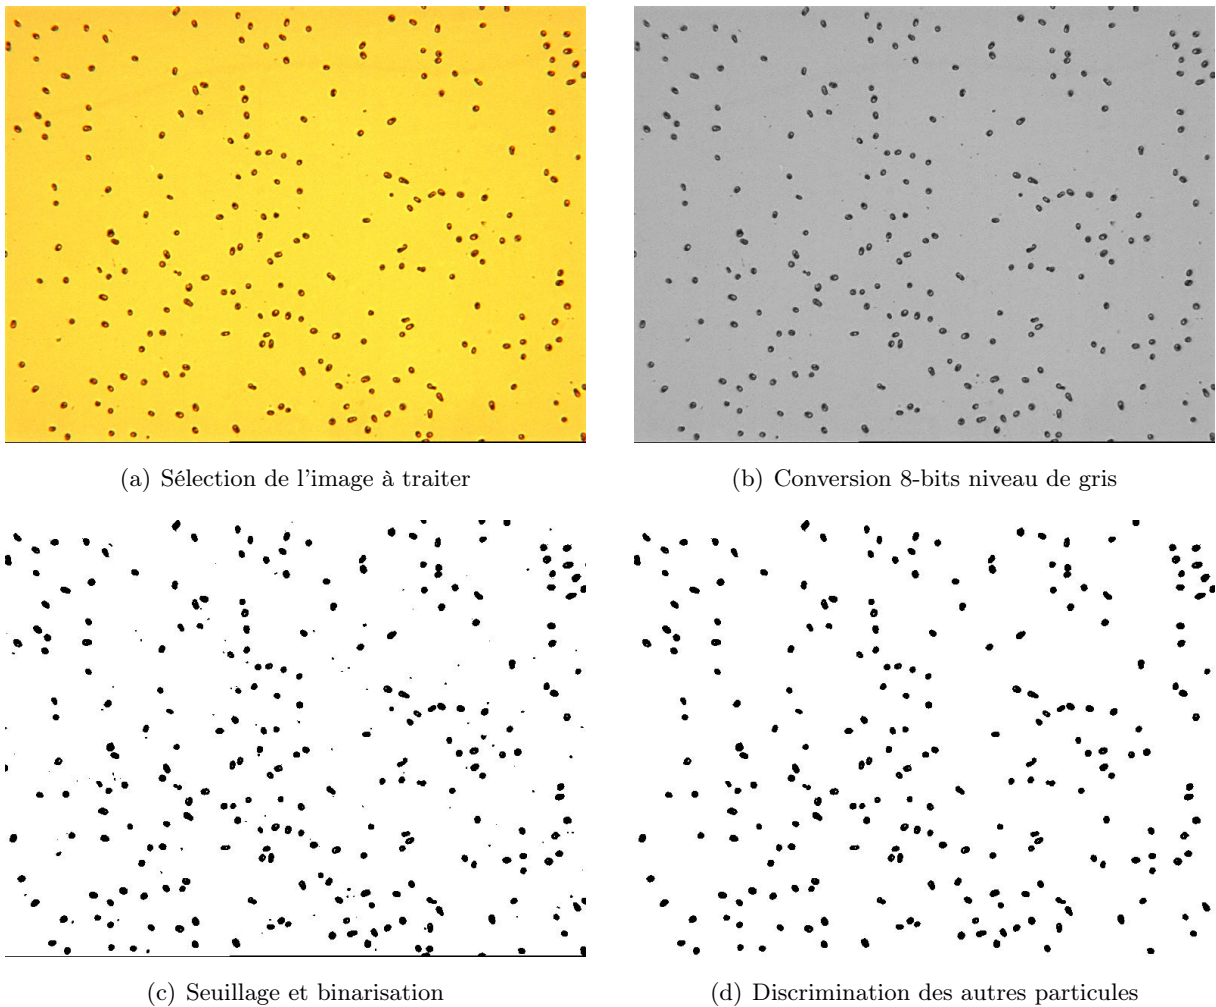 (a) Sélection de l'image à traiter
(b) Conversion 8-bits niveau de gris
(c) Seuillage et binarisation
(d) Discrimination des autres particules